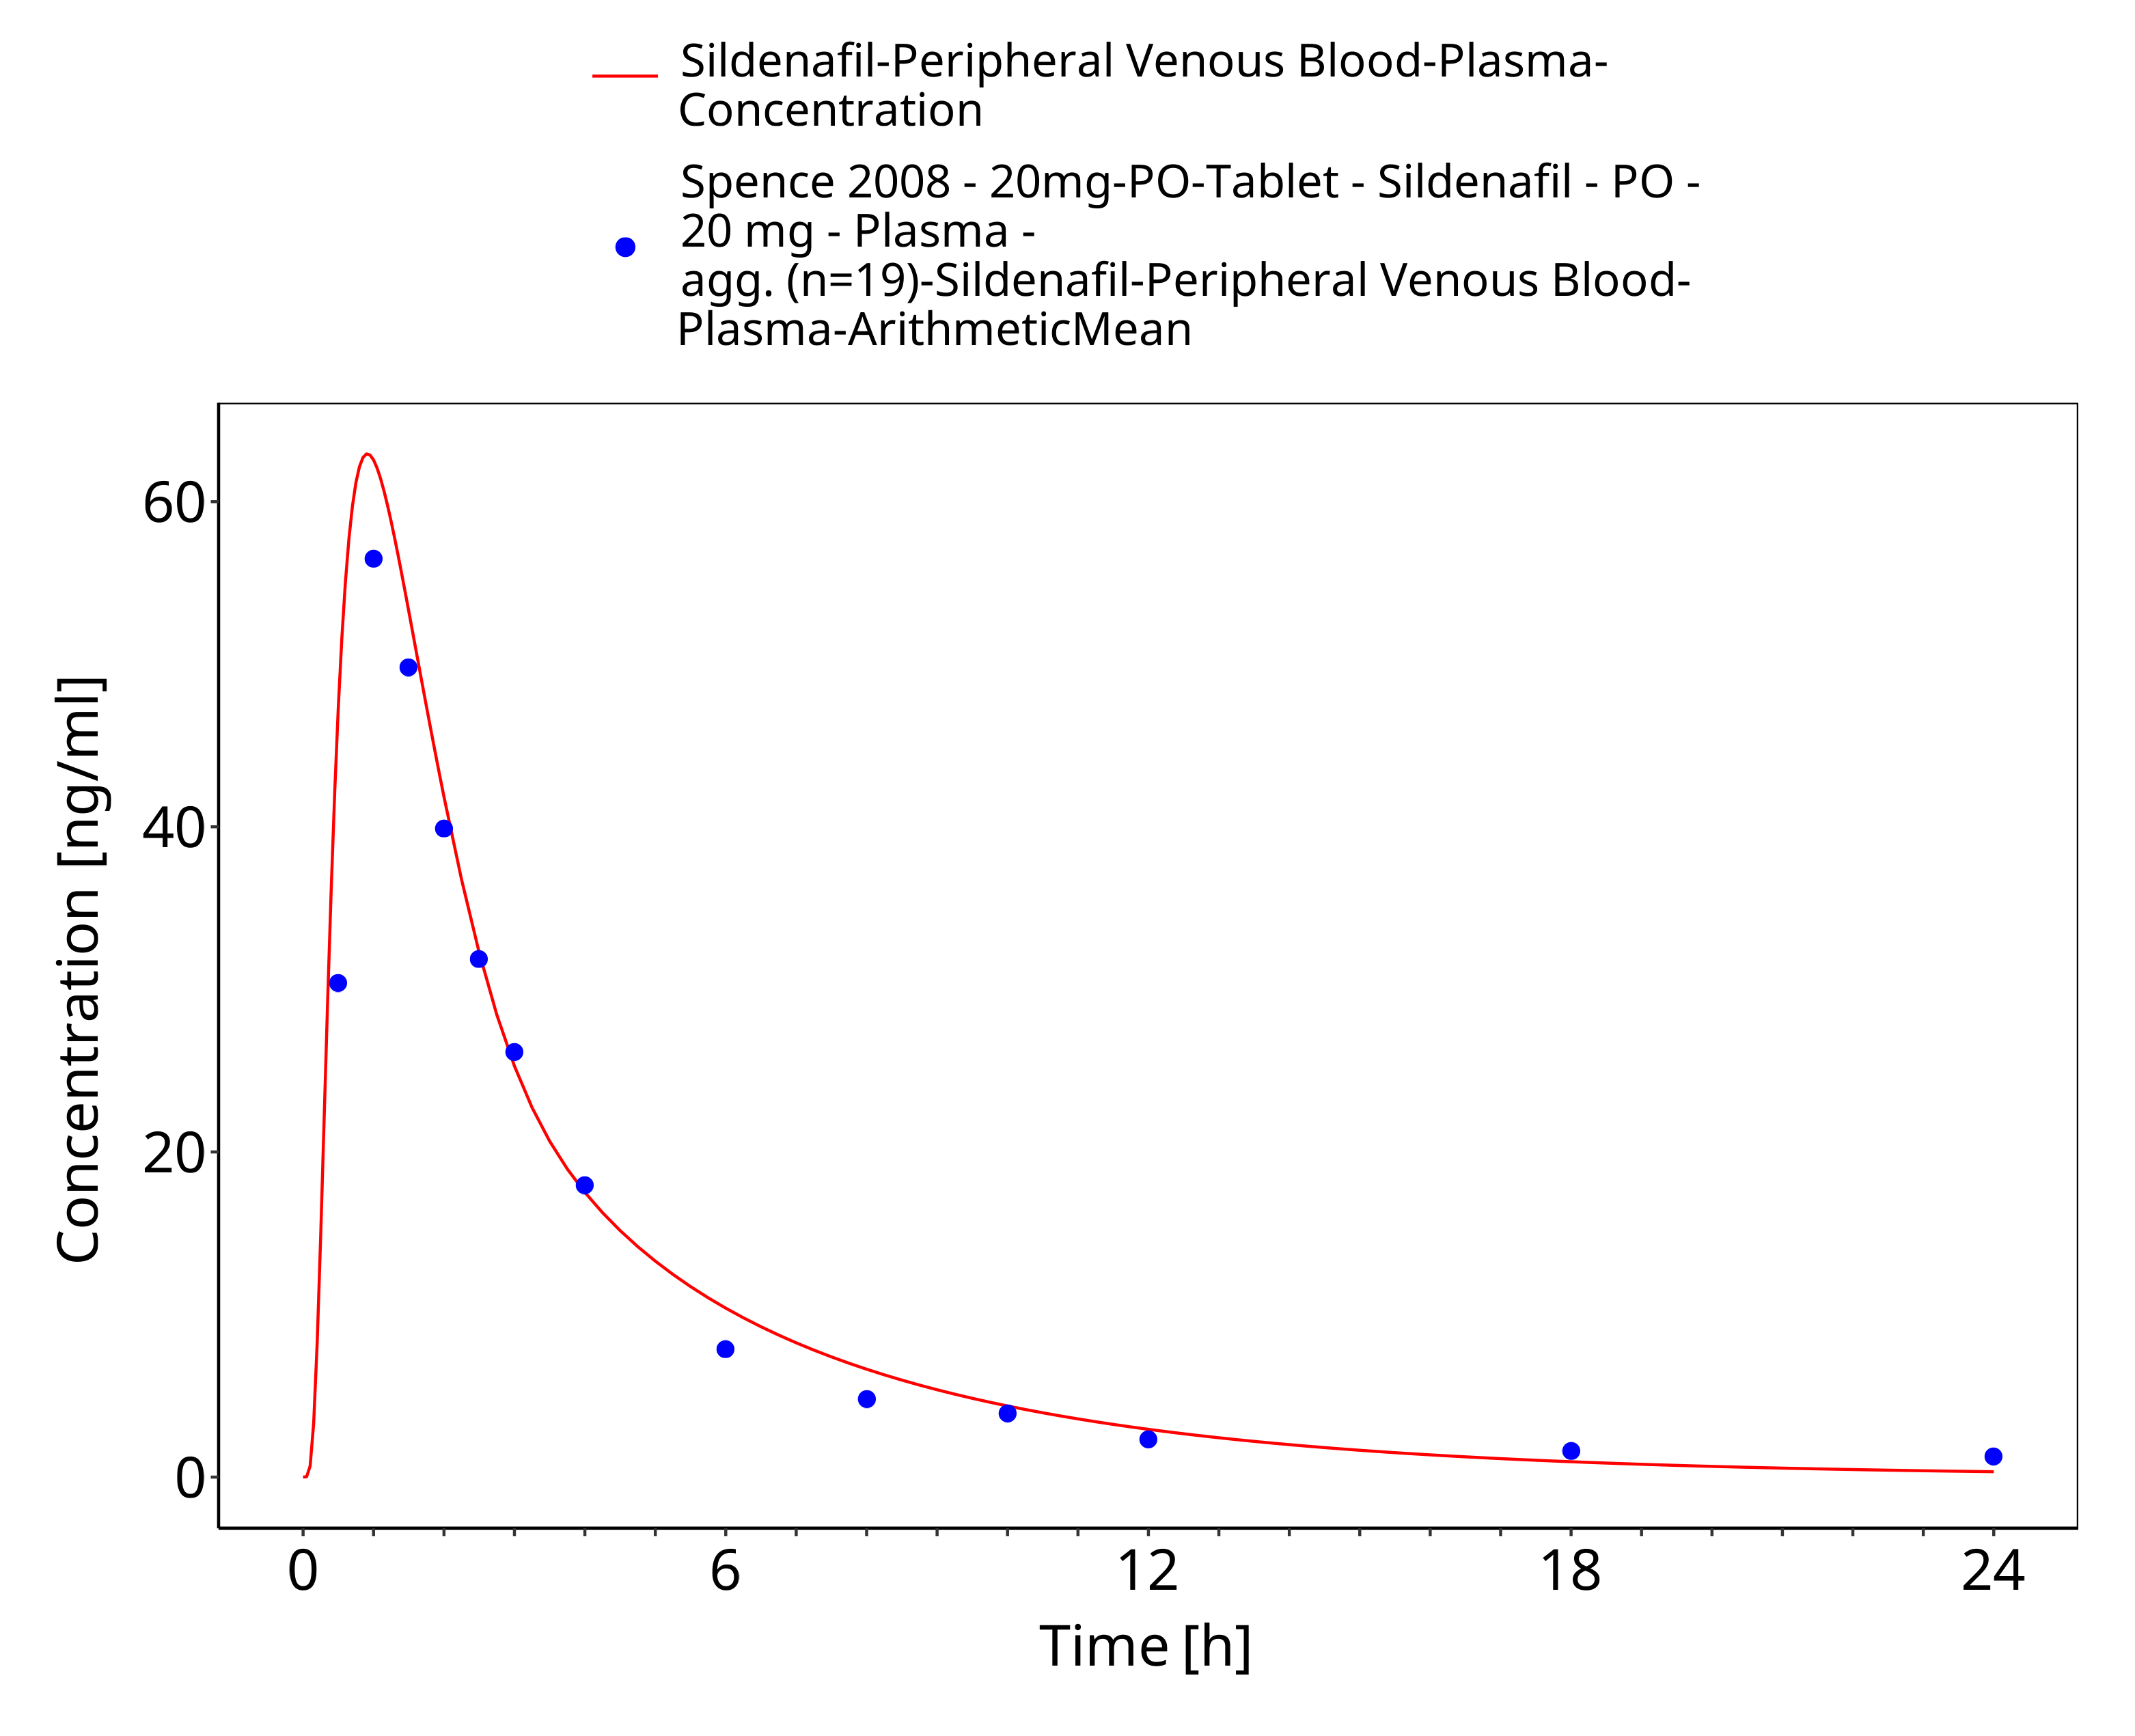 Sildenafil-Peripheral Venous Blood-Plasma-
Concentration
Spence 2008 - 20mg-PO-Tablet - Sildenafil - PO -
20 mg - Plasma -
agg. (n=19)-Sildenafil-Peripheral Venous Blood-
Plasma-ArithmeticMean
Concentration [ng/ml]
60
40
20
0
0 6 12 18 24
Time [h]